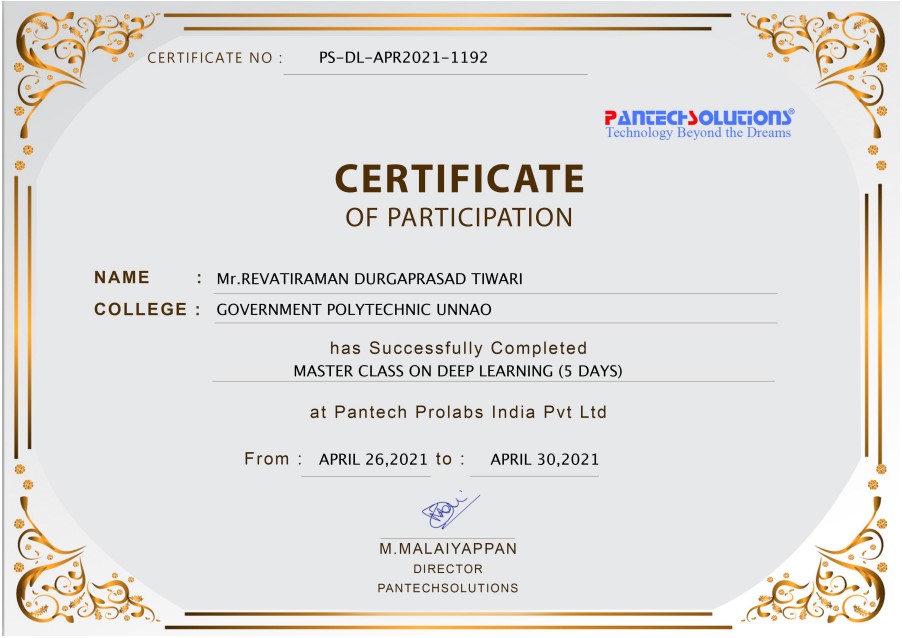 CERTIFICATE NO : PS-DL-APR2021-1192
PANTECHSOLUTIONS®
Technology Beyond the Dreams
CERTIFICATE
OF PARTICIPATION
NAME : Mr.REVATIRAMAN DURGAPRASAD TIWARI
COLLEGE : GOVERNMENT POLYTECHNIC UNNAO
has Successfully Completed
MASTER CLASS ON DEEP LEARNING (5 DAYS)
at Pantech Prolabs India Pvt Ltd
From : APRIL 26,2021 to : APRIL 30,2021
M.MALAIYAPPAN
DIRECTOR
PANTECHSOLUTIONS